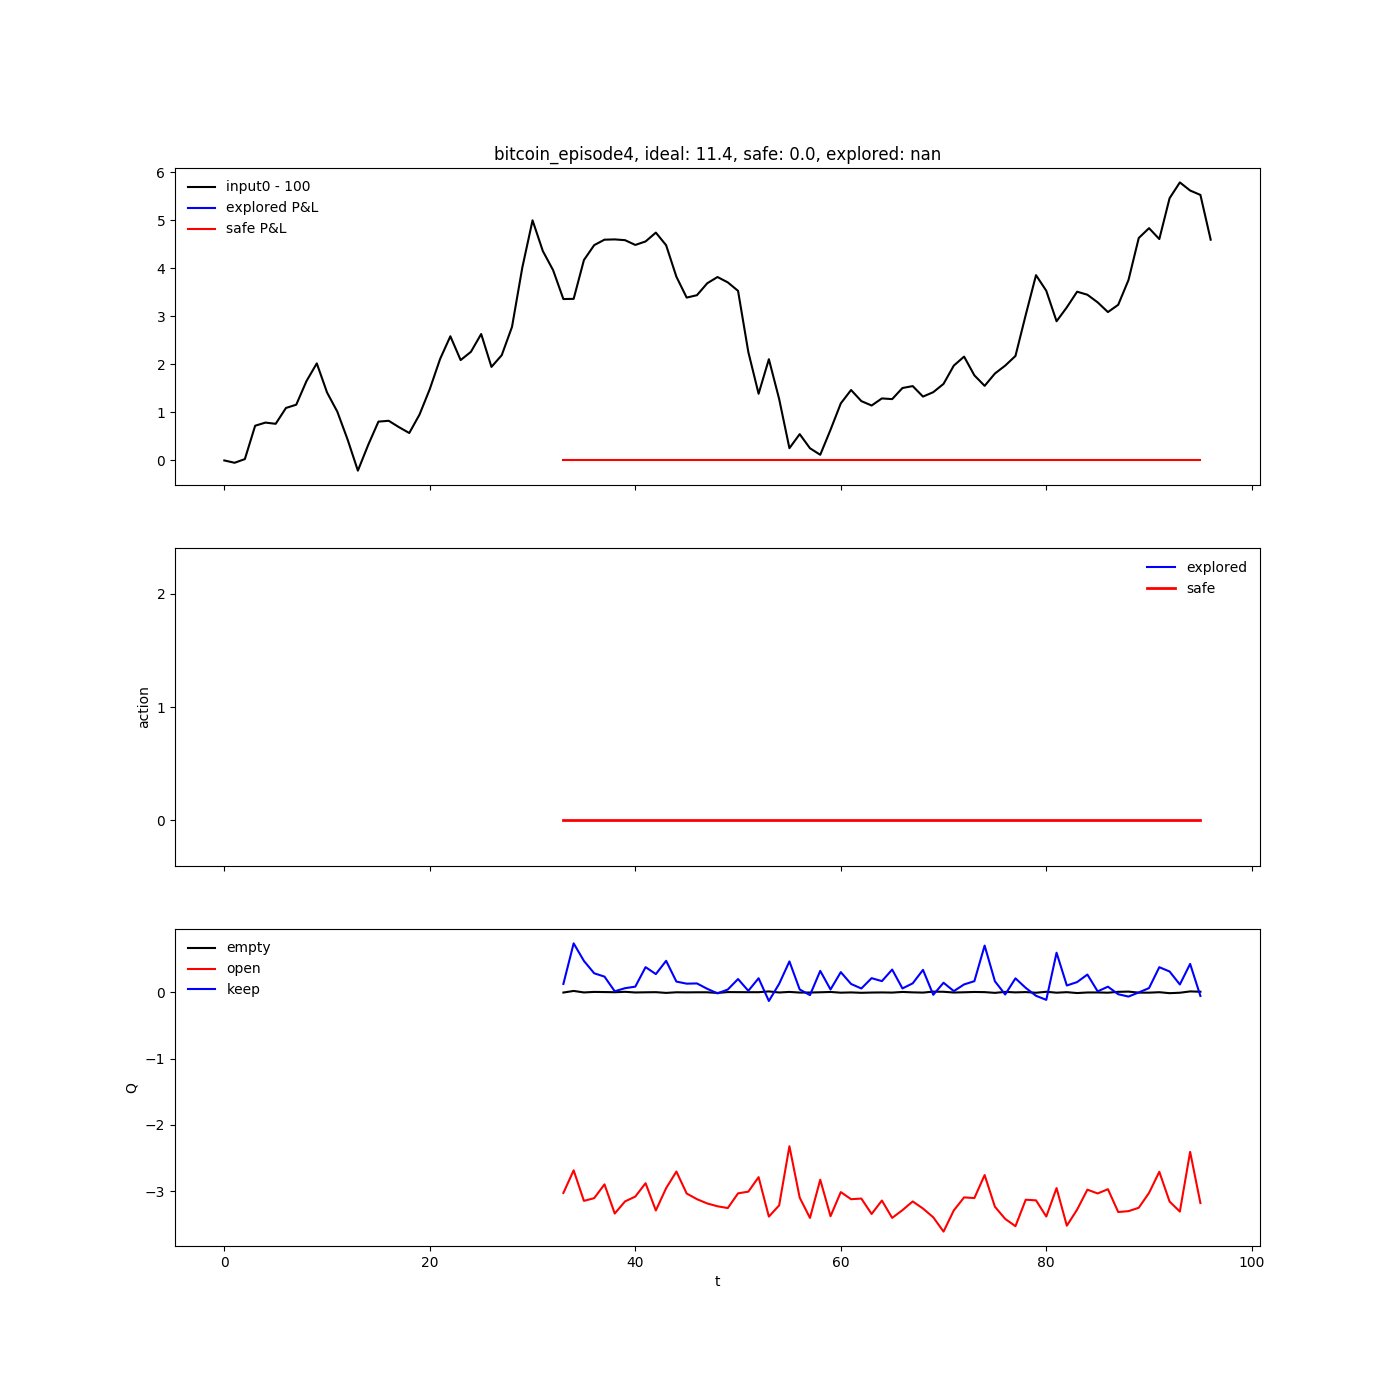 bitcoin_episode4, ideal: 11.4, safe: 0.0, explored: nan
6
5
4
3
2
1
0
input0 - 100
explored P&L
safe P&L
2
1
0
action
explored
safe
0
−1
−2
−3
Q
empty
open
keep
0 20 40 60 80 100
t